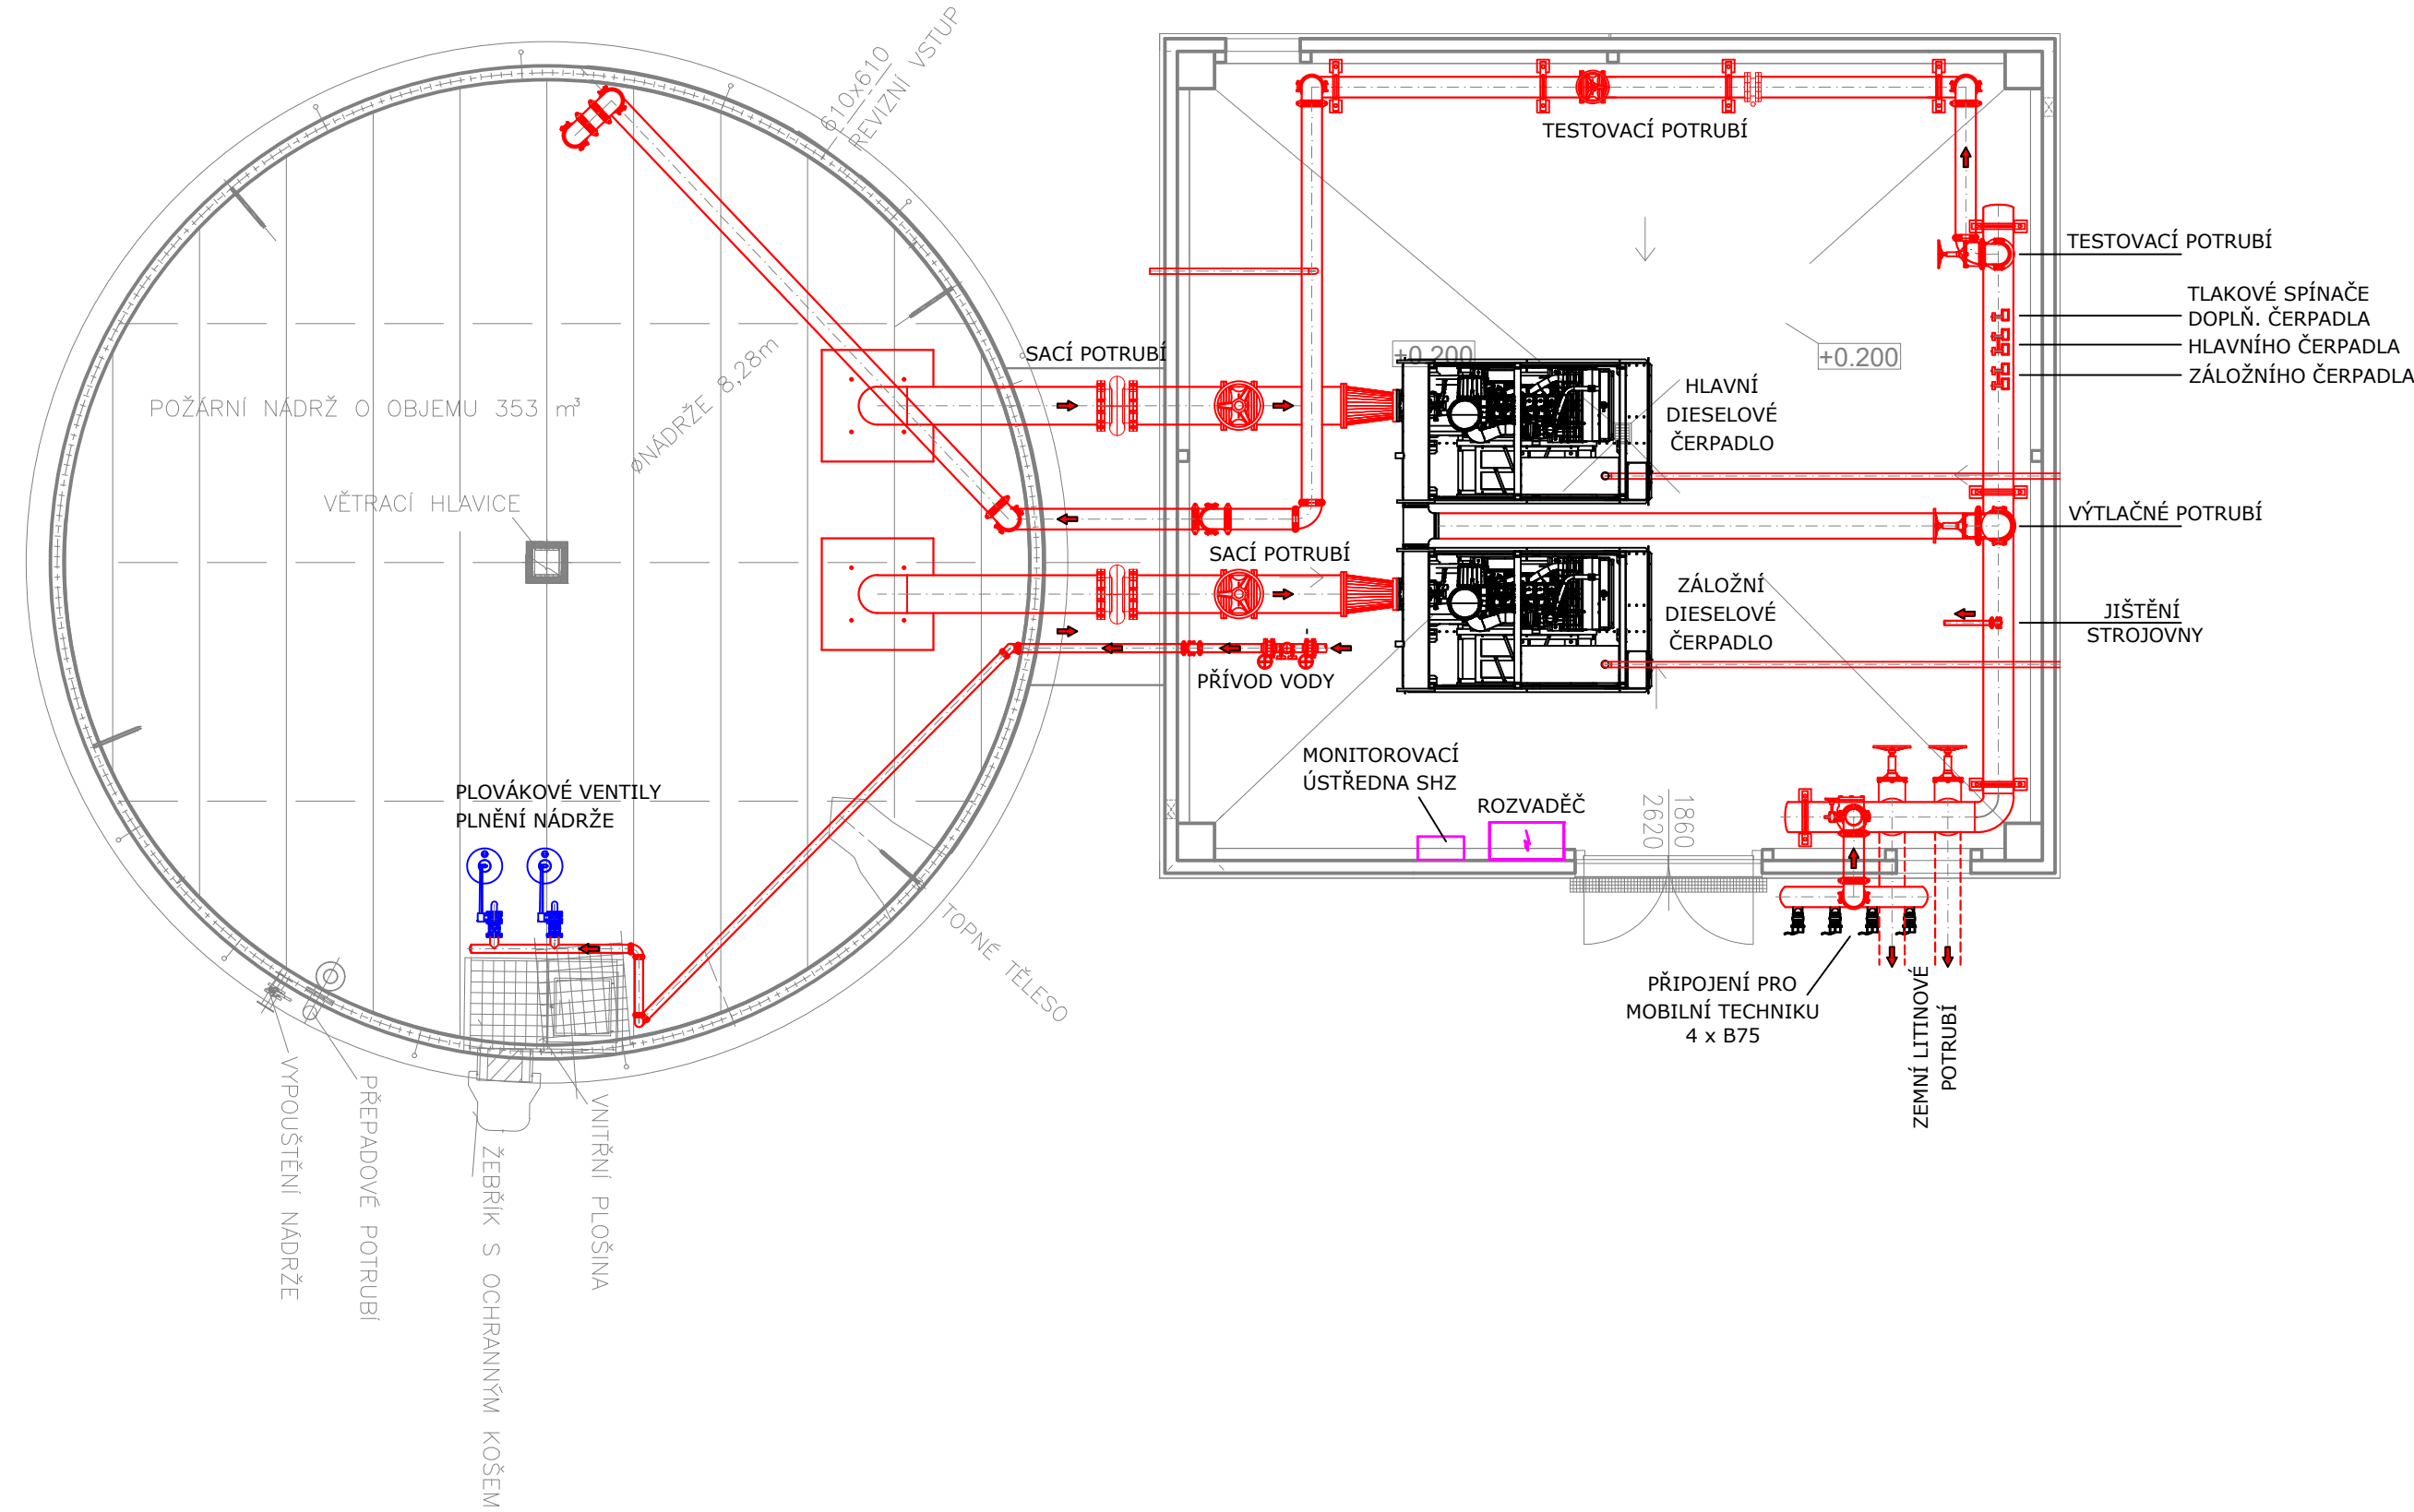 610x610
REVIZNÍ VSTUP
POŽÁRNÍ NÁDRŽ O OBJEMU 353 m³
ØNÁDRŽE 8,28m
VĚTRACÍ HLAVICE
PLOVÁKOVÉ VENTILY
PLNĚNÍ NÁDRŽE
TOPNÉ TĚLESO
VYPOUŠTĚNÍ NÁDRŽE
PŘEPADOVÉ POTRUBÍ
ŽEBŘÍK S OCHRANNÝM KOŠEM
VNITŘNÍ PLOŠINA
SACÍ POTRUBÍ
SACÍ POTRUBÍ
PŘÍVOD VODY
TESTOVACÍ POTRUBÍ
+0.200
+0.200
HLAVNÍ
DIESELOVÉ
ČERPADLO
ZÁLOŽNÍ
DIESELOVÉ
ČERPADLO
MONITOROVACÍ
ÚSTŘEDNA SHZ
ROZVADĚČ
1860
2620
TESTOVACÍ POTRUBÍ
TLAKOVÉ SPÍNAČE
DOPLŇ. ČERPADLA
HLAVNÍHO ČERPADLA
ZÁLOŽNÍHO ČERPADLA
VÝTLAČNÉ POTRUBÍ
JIŠTĚNÍ
STROJOVNY
PŘIPOJENÍ PRO
MOBILNÍ TECHNIKU
4 x B75
ZEMNÍ LITINOVÉ
POTRUBÍ